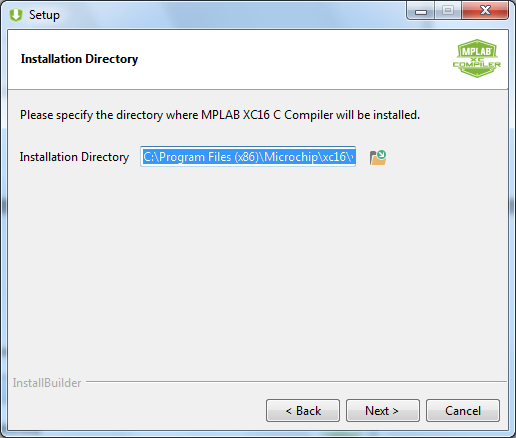 Setup
Installation Directory
MPLAB
XC
COMPILER
Please specify the directory where MPLAB XC16 C Compiler will be installed.
Installation Directory
C:\Program Files (x86)\Microchip\xc16\
InstallBuilder
< Back
Next >
Cancel